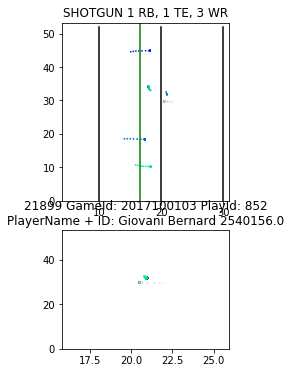 SHOTGUN 1 RB, 1 TE, 3 WR
50
40
30
20
10
0
10 20 30
21899 GameId: 2017100103 PlayId: 852
PlayerName + ID: Giovani Bernard 2540156.0
40
20
0
17.5 20.0 22.5 25.0